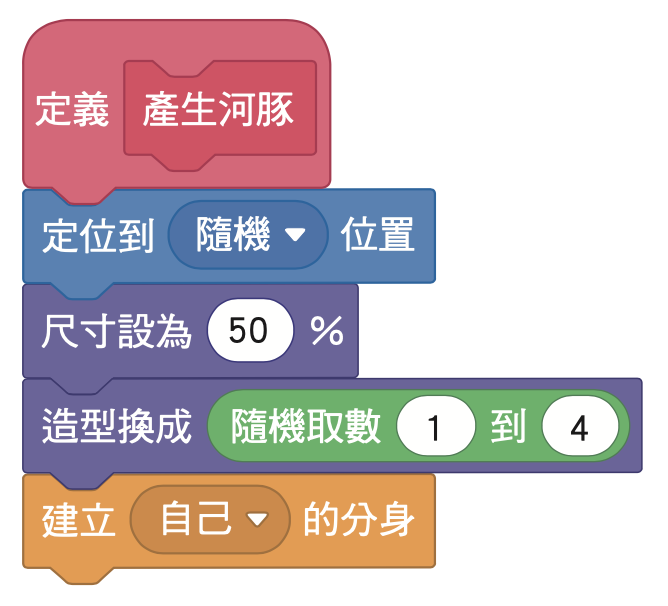 定義 產生河豚
定位到 隨機 位置
尺寸設為 50 %
造型換成 隨機取數 1 到 4
建立 自己 的分身